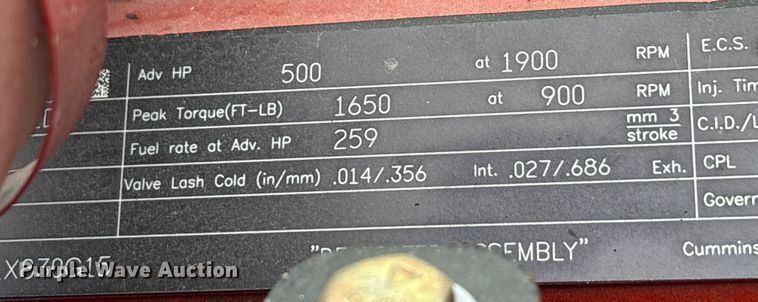 Adv HP 500 at 1900 RPM E.C.S.
Peak Torque(FT-LB) 1650 at 900 RPM Inj. Tim
Fuel rate at Adv. HP 259 mm 3 stroke C.I.D./L
Valve Lash Cold (in/mm) .014/.356 Int. .027/.686 Exh. CPL
Govern
SEMBLY" Cummins
Purple Wave Auction